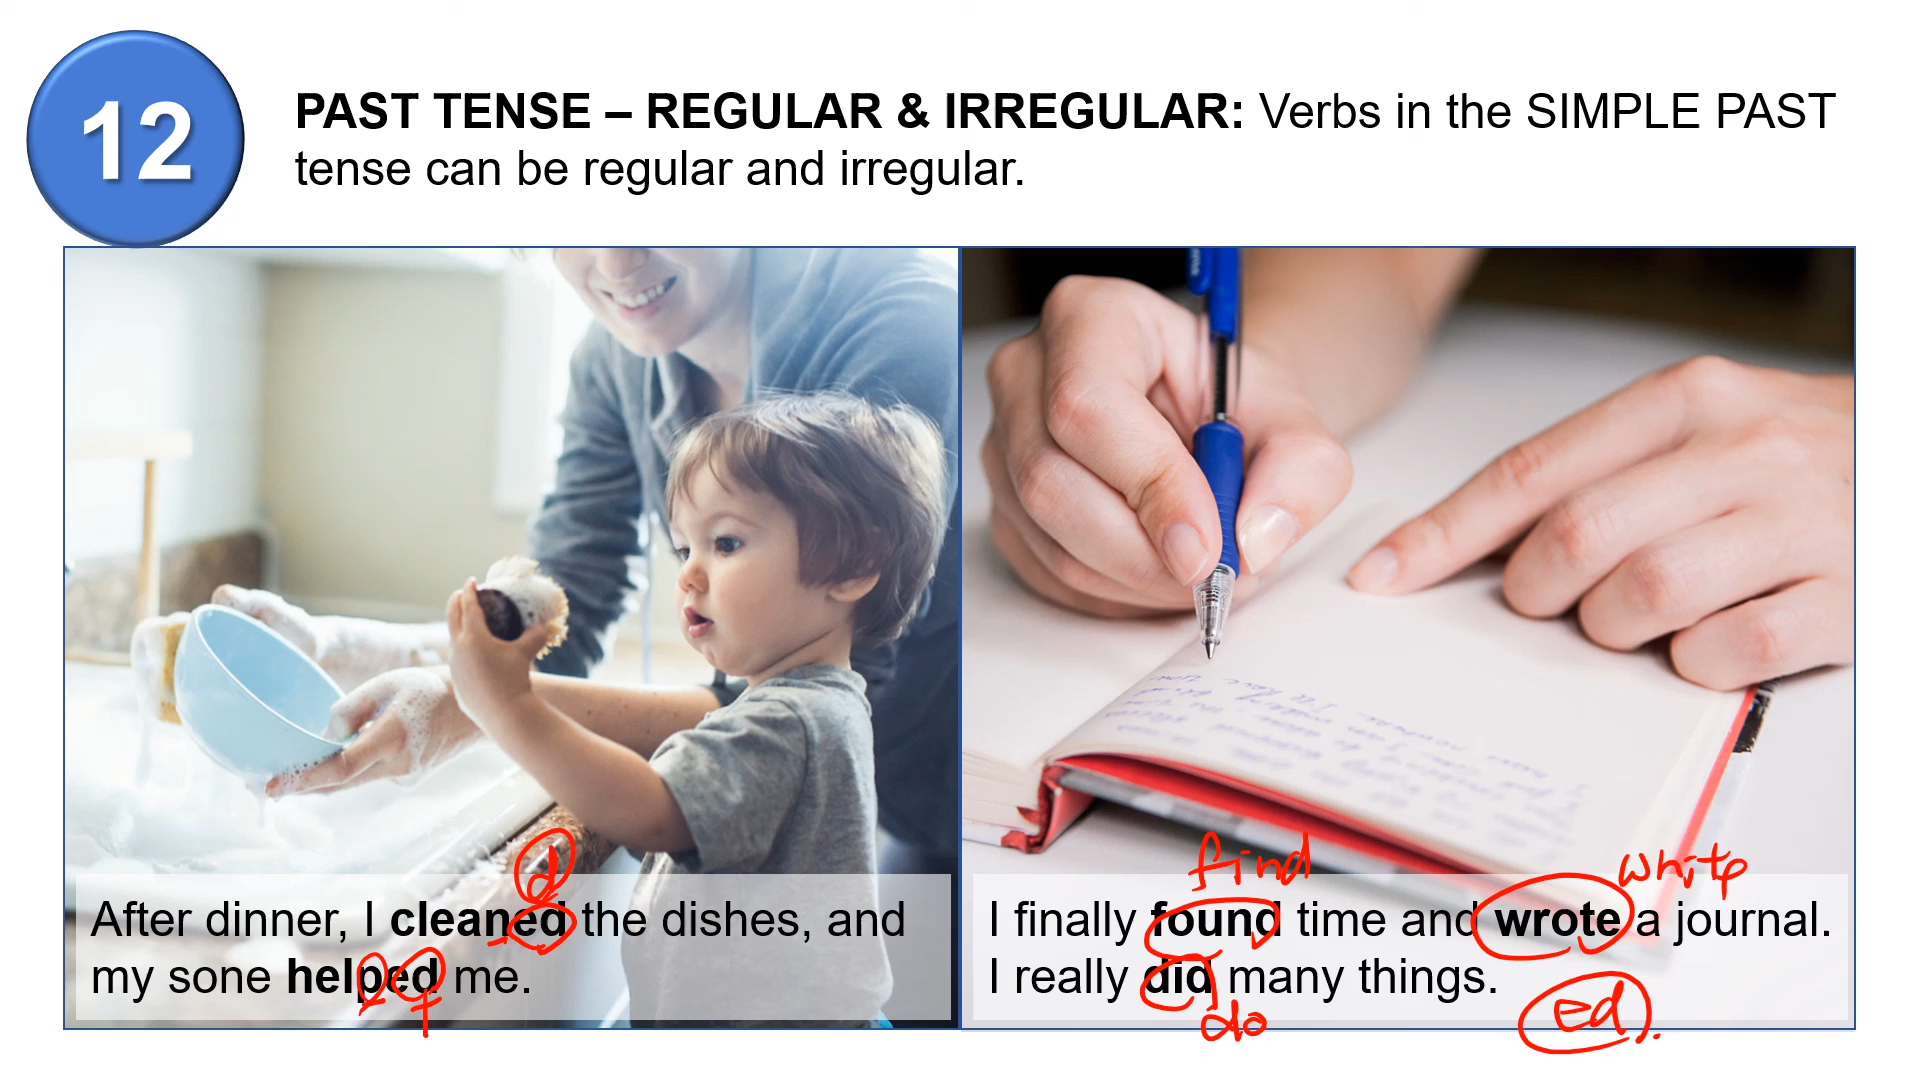 12
PAST TENSE – REGULAR & IRREGULAR: Verbs in the SIMPLE PAST
tense can be regular and irregular.
d
After dinner, I cleaned the dishes, and
my sone helped me.
find
write
I finally found time and wrote a journal.
I really did many things.
do
Ed